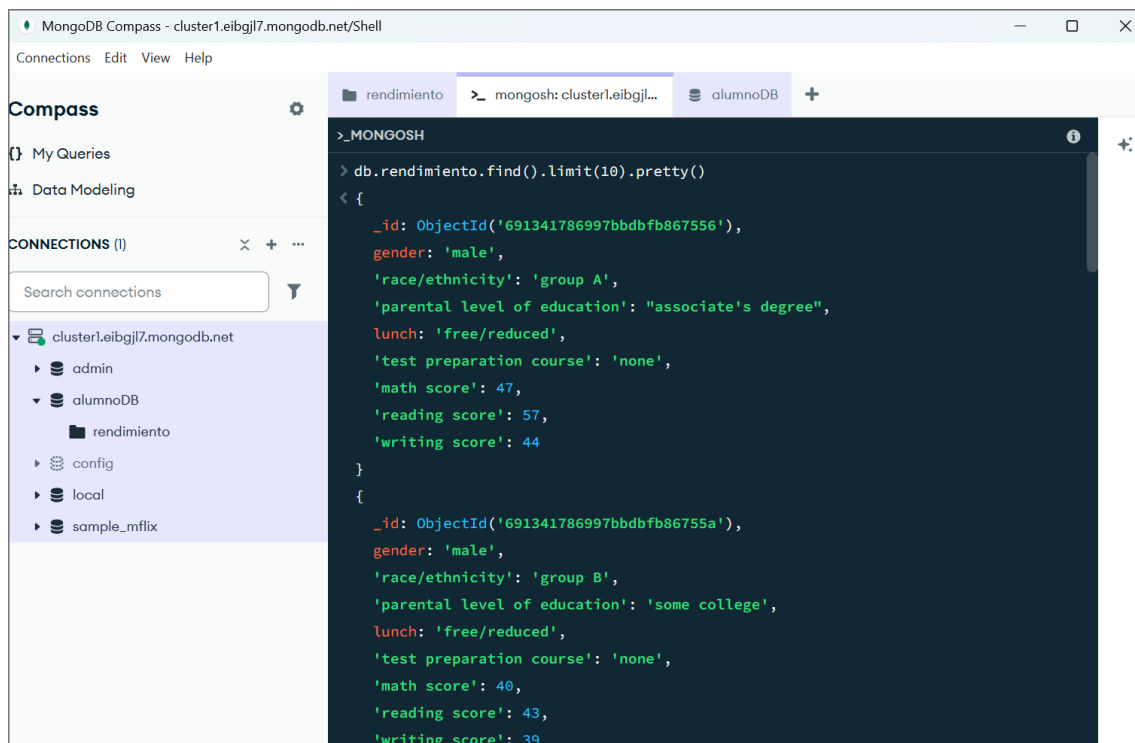 MongoDB Compass - cluster1.eibgjl7.mongodb.net/Shell
Connections Edit View Help
Compass
{} My Queries
Data Modeling
CONNECTIONS (1)
Search connections
cluster1.eibgjl7.mongodb.net
admin
alumnoDB
rendimiento
config
local
sample_mflix
rendimiento
>_ mongosh: cluster1.eibgjl...
alumnoDB
>_MONGOSH
> db.rendimiento.find().limit(10).pretty()
< {
_id: ObjectId('691341786997bbdbfb867556'),
gender: 'male',
'race/ethnicity': 'group A',
'parental level of education': "associate's degree",
lunch: 'free/reduced',
'test preparation course': 'none',
'math score': 47,
'reading score': 57,
'writing score': 44
}
{
_id: ObjectId('691341786997bbdbfb86755a'),
gender: 'male',
'race/ethnicity': 'group B',
'parental level of education': 'some college',
lunch: 'free/reduced',
'test preparation course': 'none',
'math score': 40,
'reading score': 43,
'writing score': 39